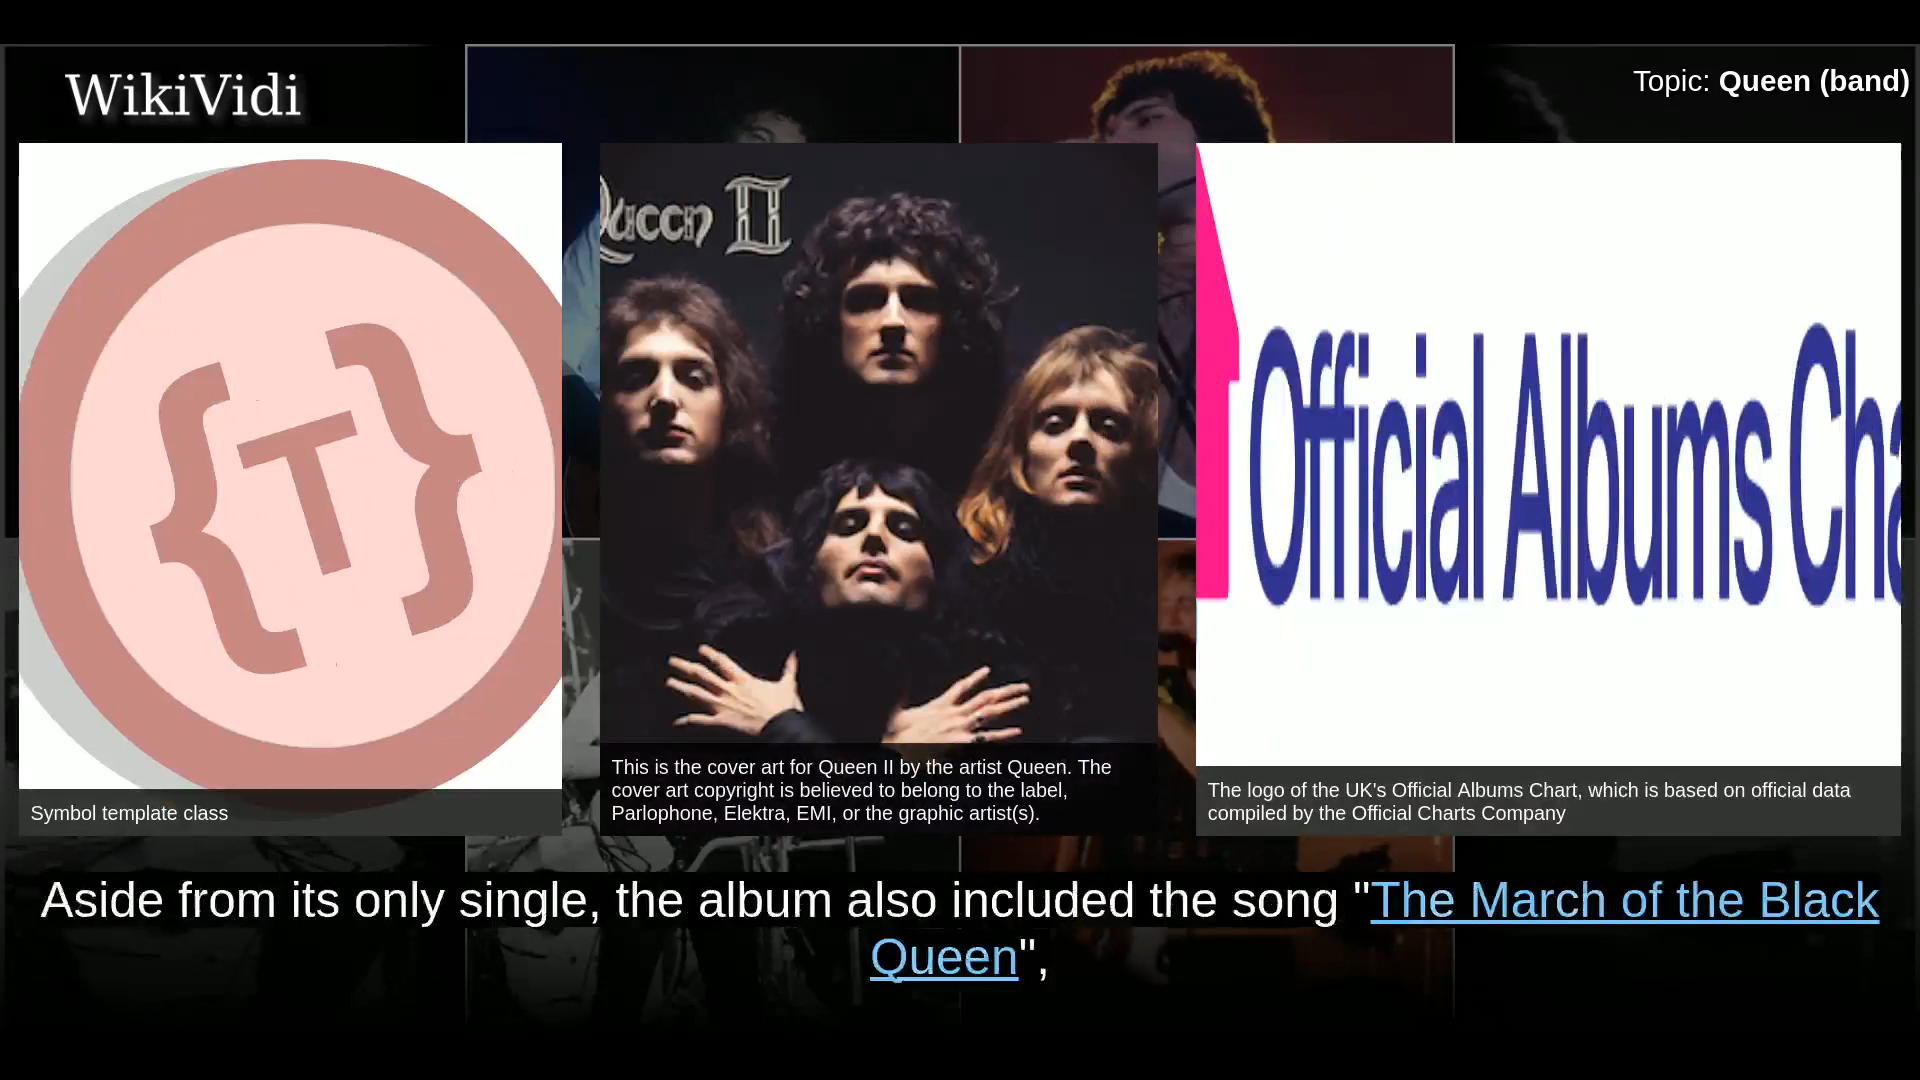 WikiVidi
Topic: Queen (band)
{T}
Queen II
Official Albums Cha
Symbol template class
This is the cover art for Queen II by the artist Queen. The
cover art copyright is believed to belong to the label,
Parlophone, Elektra, EMI, or the graphic artist(s).
The logo of the UK's Official Albums Chart, which is based on official data
compiled by the Official Charts Company
Aside from its only single, the album also included the song "The March of the Black
Queen",